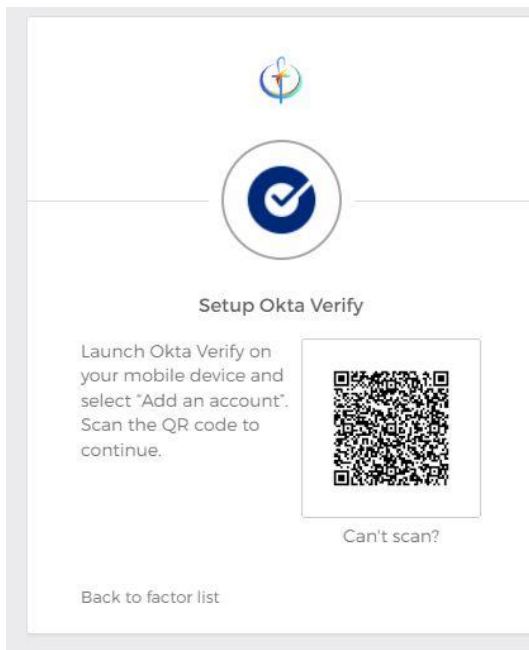 Setup Okta Verify
Launch Okta Verify on
your mobile device and
select "Add an account".
Scan the QR code to
continue.
Can't scan?
Back to factor list